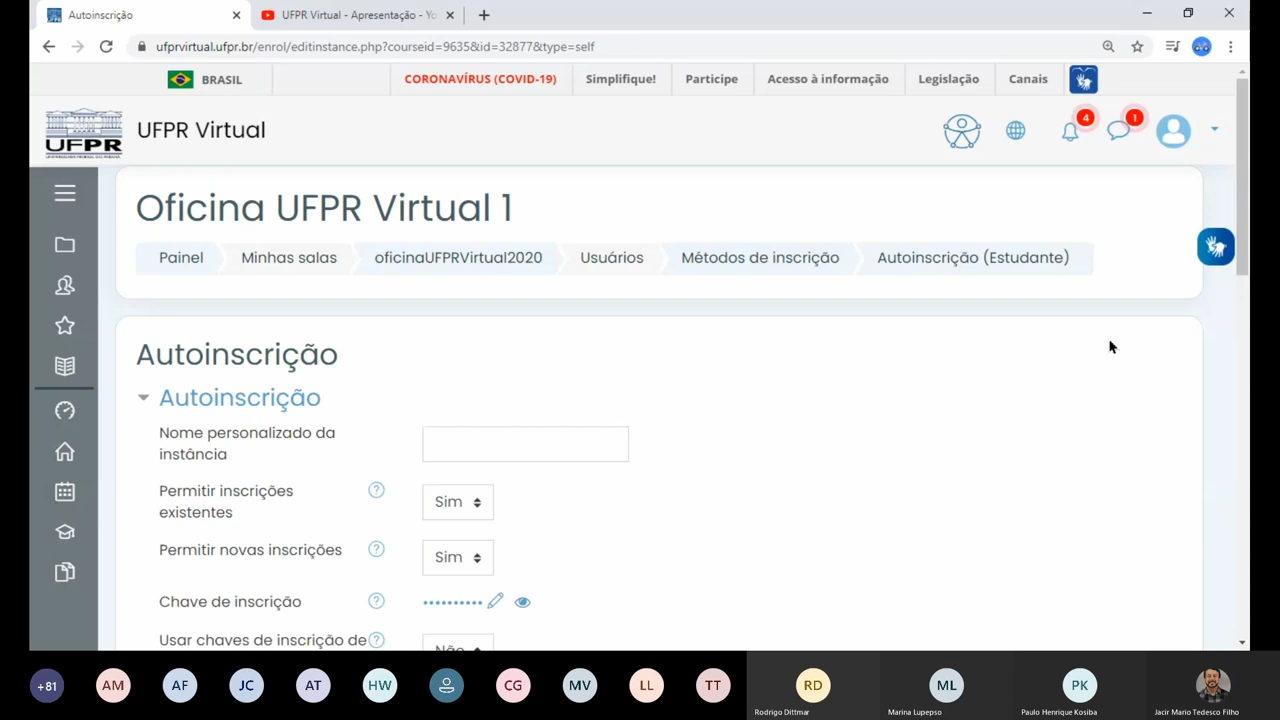 Autoinscrição
UFPR Virtual - Apresentação - Yo
ufprvirtual.ufpr.br/enrol/editinstance.php?courseid=9635&id=32877&type=self
BRASIL
CORONAVÍRUS (COVID-19)
Simplifique!
Participe
Acesso à informação
Legislação
Canais
UFPR
UFPR Virtual
4
1
Oficina UFPR Virtual 1
Painel
Minhas salas
oficinaUFPRVirtual2020
Usuários
Métodos de inscrição
Autoinscrição (Estudante)
Autoinscrição
Autoinscrição
Nome personalizado da
instância
Permitir inscrições
existentes
?
Sim
Permitir novas inscrições
?
Sim
Chave de inscrição
?
••••••••••
Usar chaves de inscrição de
?
Não
+81
AM
AF
JC
AT
HW
CG
MV
LL
TT
RD
ML
PK
Rodrigo Dittmar
Marina Lupepso
Paulo Henrique Kosiba
Jacir Mario Tedesco Filho